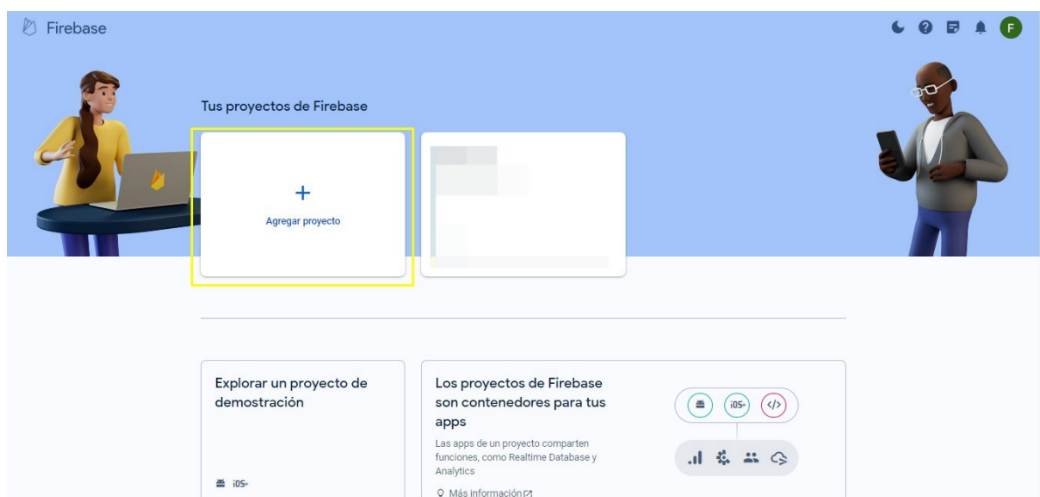 Firebase
F
Tus proyectos de Firebase
+
Agregar proyecto
Explorar un proyecto de
demostración
iOS+
Los proyectos de Firebase
son contenedores para tus
apps
Las apps de un proyecto comparten
funciones, como Realtime Database y
Analytics
Más información
iOS+
</>